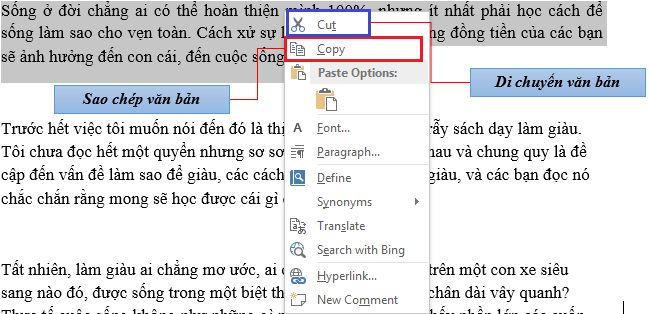 Sống ở đời chẳng ai có thể hoàn thiện mình 100%, nhưng ít nhất phải học cách để
sống làm sao cho vẹn toàn. Cách xử sự đồng tiền của các bạn
sẽ ảnh hưởng đến con cái, đến cuộc sống
Cut
Copy
Paste Options:
Font...
Paragraph...
Define
Synonyms
Translate
Search with Bing
Hyperlink...
New Comment
Sao chép văn bản
Di chuyển văn bản
Trước hết việc tôi muốn nói đến đó là thị rẫy sách dạy làm giàu.
Tôi chưa đọc hết một quyển nhưng sơ sơ nhau và chung quy là đề
cập đến vấn đề làm sao để giàu, các cách giàu, và các bạn đọc nó
chắc chắn rằng mong sẽ học được cái gì
Tất nhiên, làm giàu ai chẳng mơ ước, ai trên một con xe siêu
sang nào đó, được sống trong một biệt chân dài vây quanh?